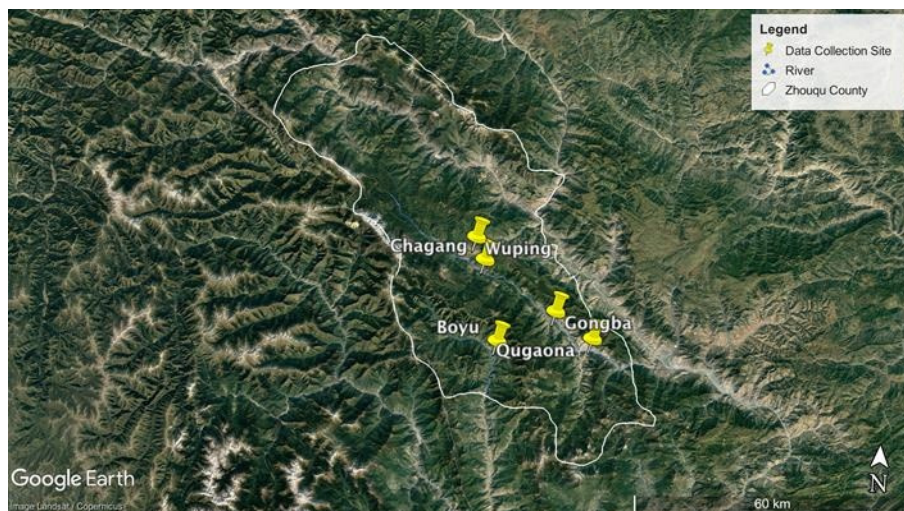 Legend
Data Collection Site
River
Zhouqu County
Chagang
Wuping
Gongba
Boyu
Qugaona
Google Earth
Image Landsat / Copernicus
N
60 km